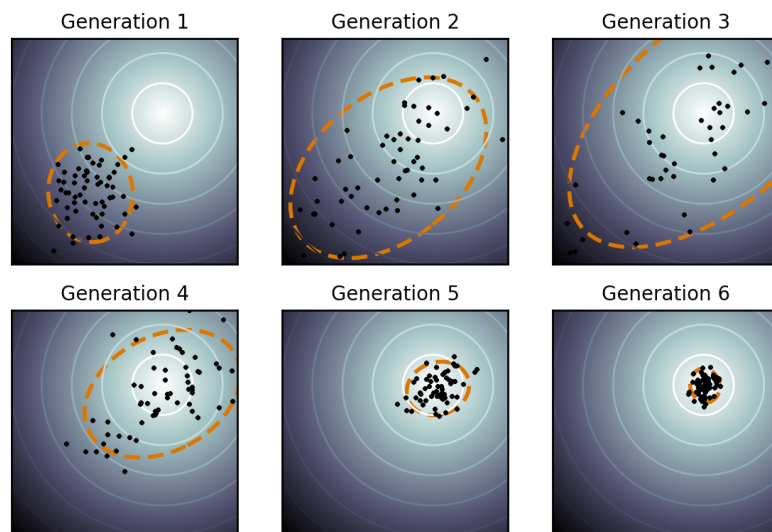 Generation 1
Generation 2
Generation 3
Generation 4
Generation 5
Generation 6